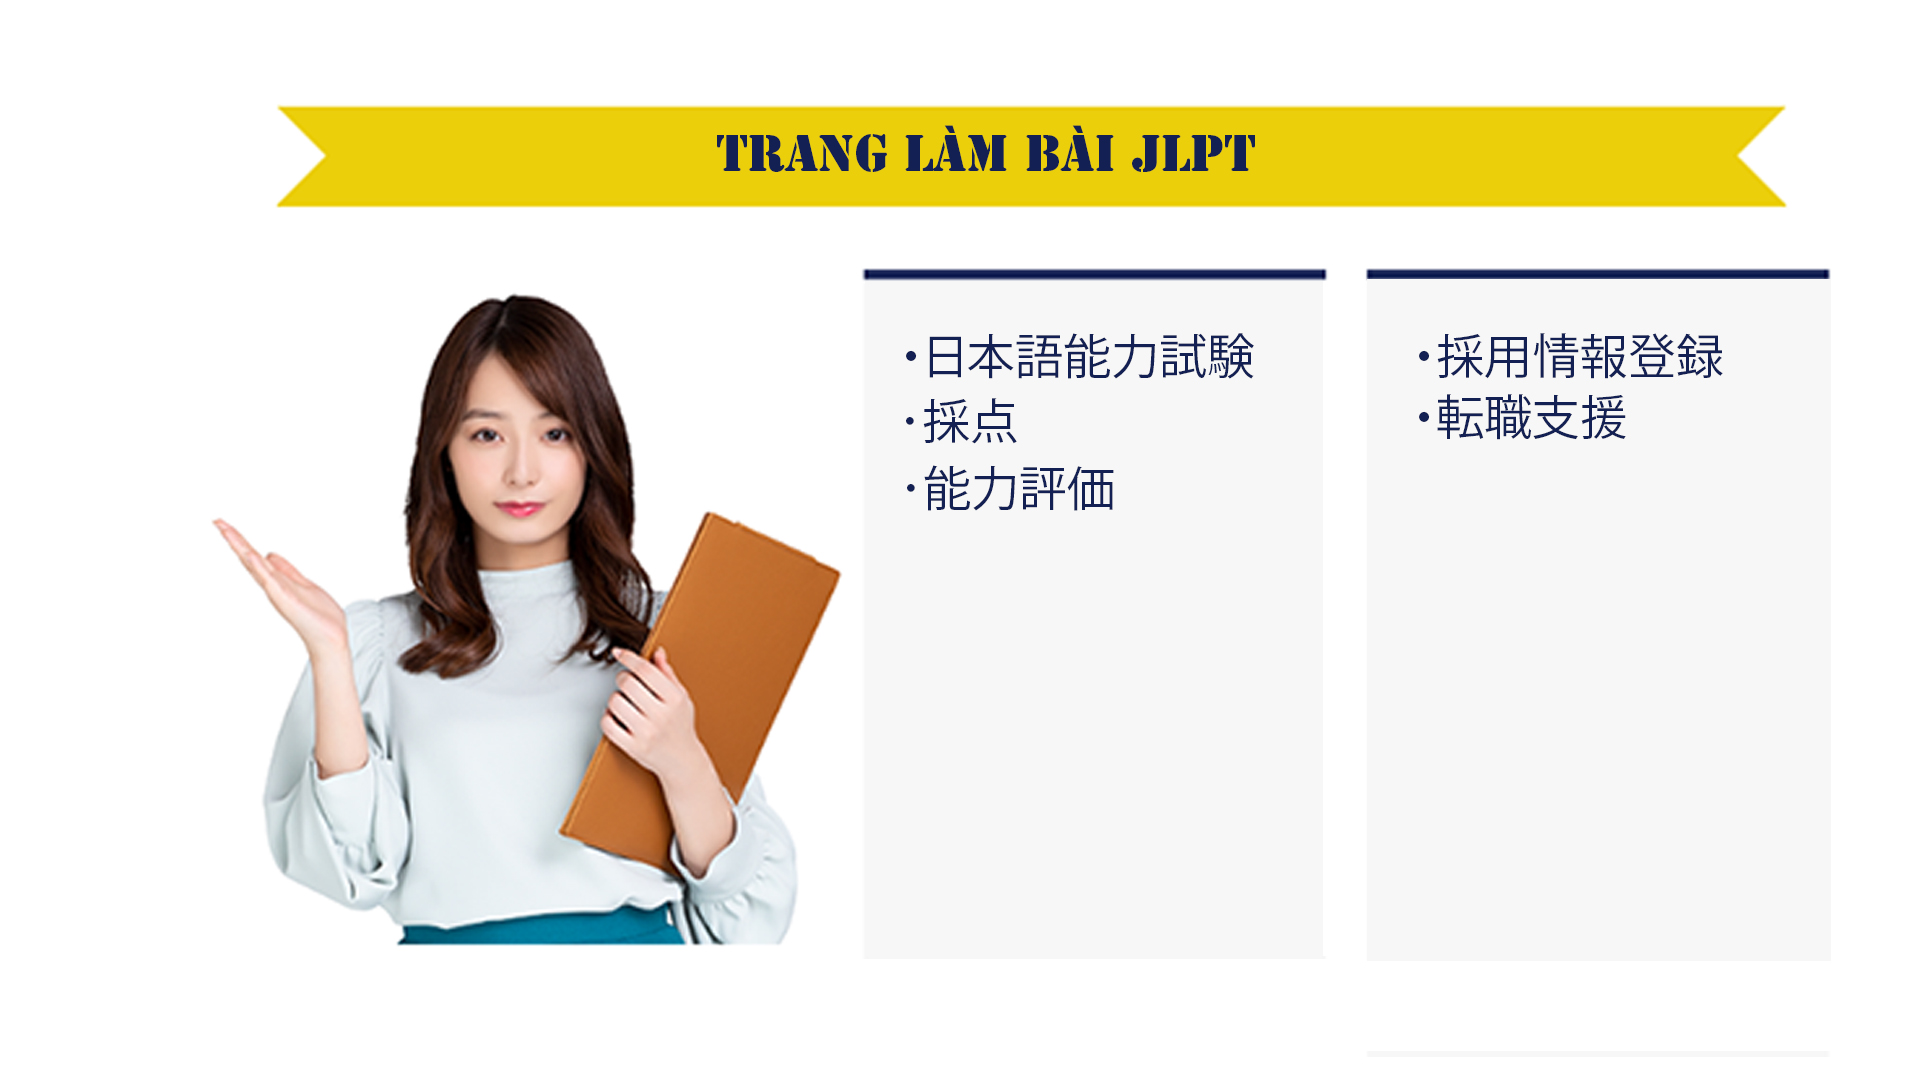 TRANG LÀM BÀI JLPT
・日本語能力試験
・採点
・能力評価
・採用情報登録
・転職支援